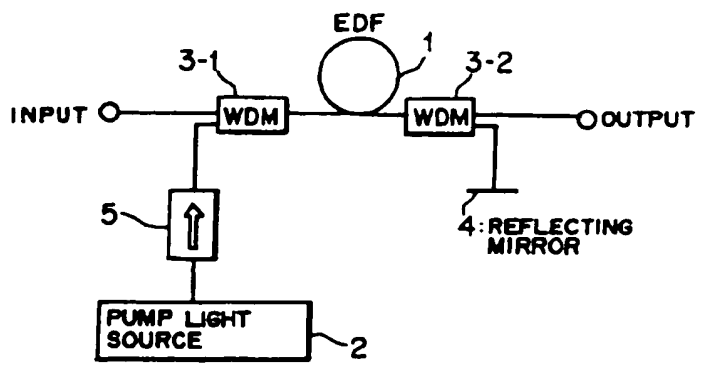 EDF
1
3-1
3-2
INPUT
WDM
WDM
OUTPUT
5
4: REFLECTING
MIRROR
PUMP LIGHT
SOURCE
2